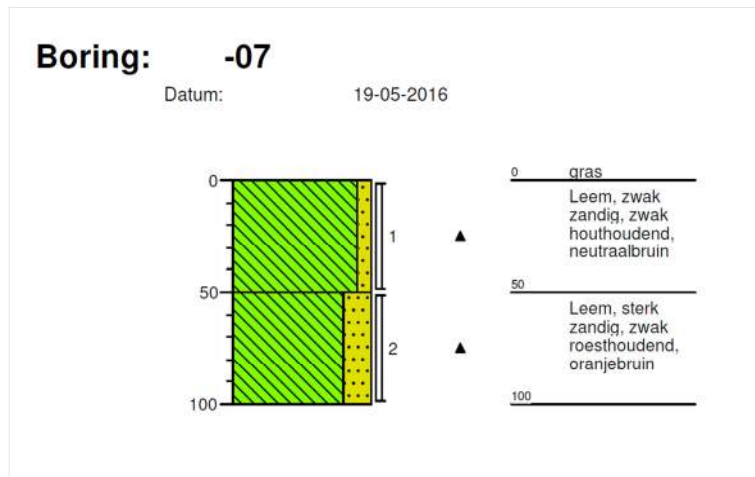 Boring: -07
Datum: 19-05-2016
0
50
100
1
2
0 gras
Leem, zwak
zandig, zwak
houthoudend,
neutraalbruin
50
Leem, sterk
zandig, zwak
roesthoudend,
oranjebruin
100